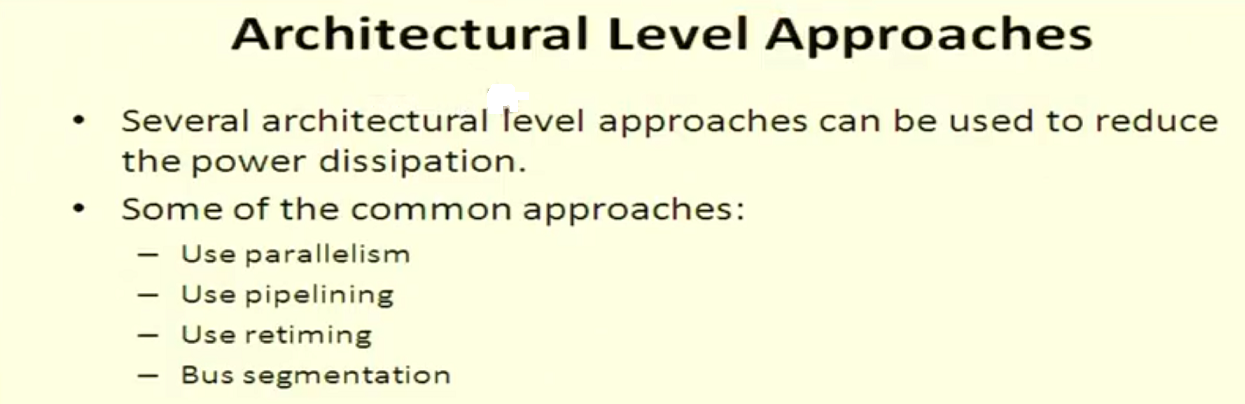 Architectural Level Approaches
• Several architectural level approaches can be used to reduce
the power dissipation.
• Some of the common approaches:
– Use parallelism
– Use pipelining
– Use retiming
– Bus segmentation